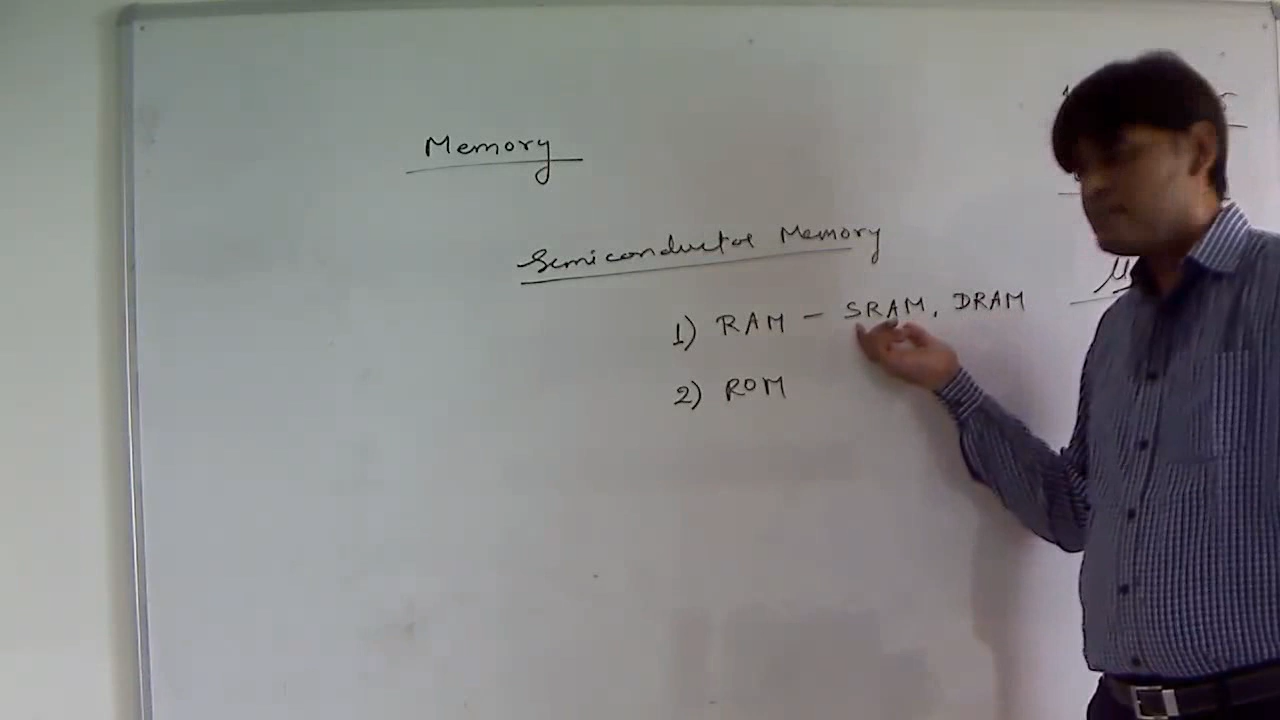 Memory
Semiconductor Memory
1) RAM - SRAM, DRAM
2) ROM